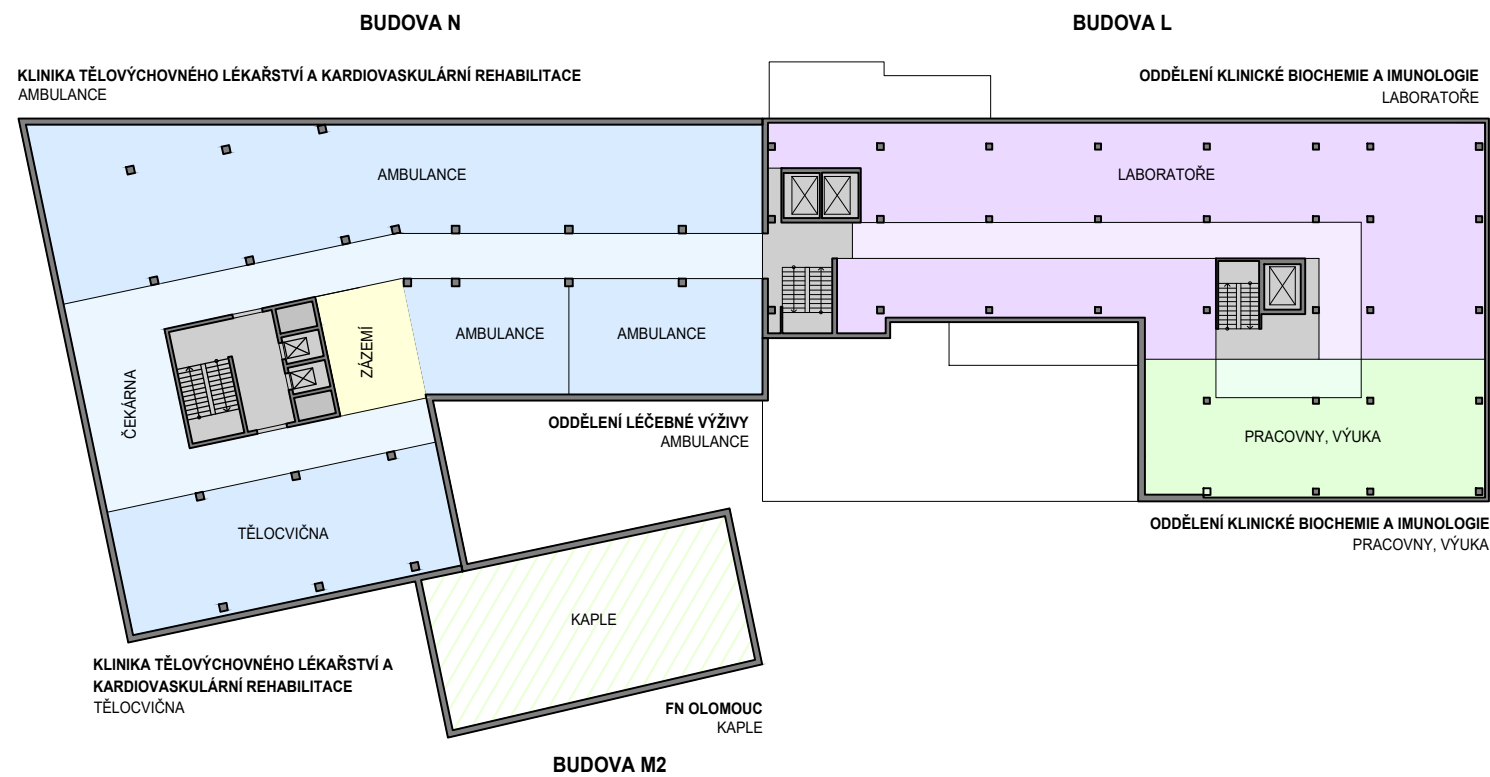 BUDOVA N
BUDOVA L
KLINIKA TĚLOVÝCHOVNÉHO LÉKAŘSTVÍ A KARDIOVASKULÁRNÍ REHABILITACE
AMBULANCE
ODDĚLENÍ KLINICKÉ BIOCHEMIE A IMUNOLOGIE
LABORATOŘE
AMBULANCE
LABORATOŘE
AMBULANCE
AMBULANCE
ZÁZEMÍ
ČEKÁRNA
ODDĚLENÍ LÉČEBNÉ VÝŽIVY
AMBULANCE
PRACOVNY, VÝUKA
TĚLOCVIČNA
ODDĚLENÍ KLINICKÉ BIOCHEMIE A IMUNOLOGIE
PRACOVNY, VÝUKA
KAPLE
KLINIKA TĚLOVÝCHOVNÉHO LÉKAŘSTVÍ A
KARDIOVASKULÁRNÍ REHABILITACE
TĚLOCVIČNA
FN OLOMOUC
KAPLE
BUDOVA M2